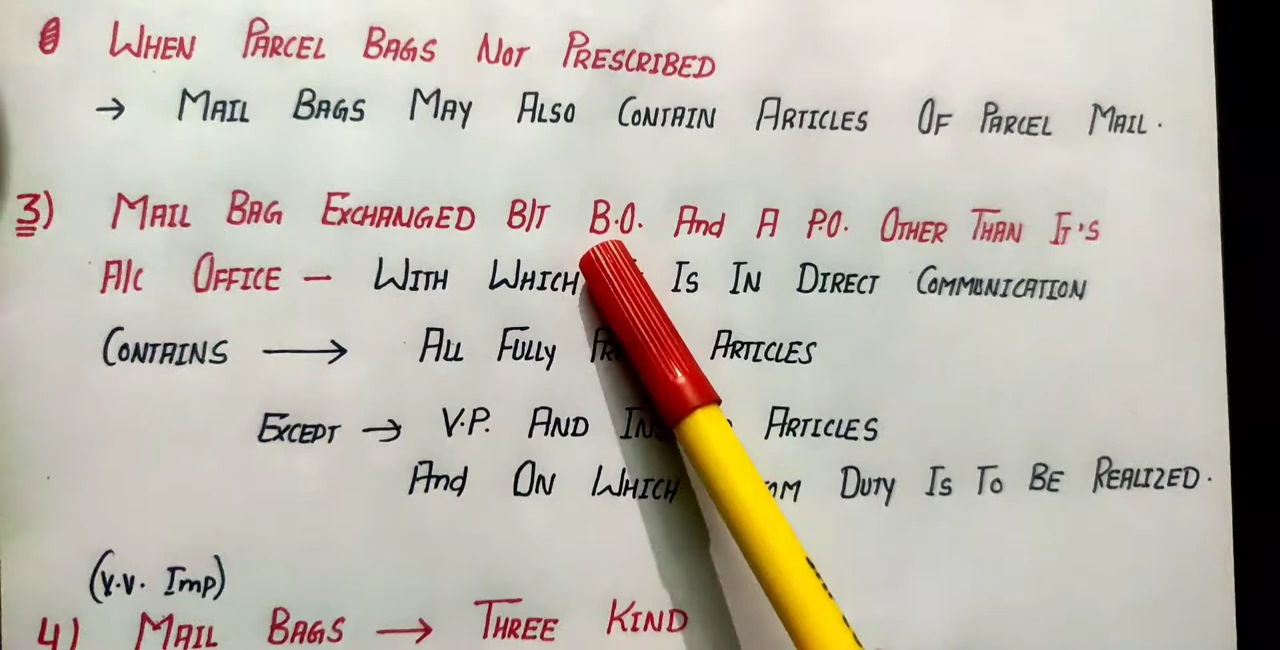 WHEN PARCEL BAGS NOT PRESCRIBED
→ MAIL BAGS MAY ALSO CONTAIN ARTICLES OF PARCEL MAIL.
3) MAIL BAG EXCHANGED B/T B.O. And A P.O. OTHER THAN IT'S
A/C OFFICE — WITH WHICH IS IN DIRECT COMMUNICATION
CONTAINS → ALL FULLY ARTICLES
EXCEPT → V.P. AND ARTICLES
And ON WHICH DUTY IS TO BE REALIZED.
(V.V. Imp)
4) MAIL BAGS → THREE KIND